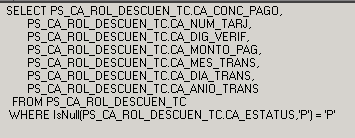 SELECT PS_CA_ROL_DESCUEN_TC.CA_CONC_PAGO,
PS_CA_ROL_DESCUEN_TC.CA_NUM_TARJ,
PS_CA_ROL_DESCUEN_TC.CA_DIG_VERIF,
PS_CA_ROL_DESCUEN_TC.CA_MONTO_PAG,
PS_CA_ROL_DESCUEN_TC.CA_MES_TRANS,
PS_CA_ROL_DESCUEN_TC.CA_DIA_TRANS,
PS_CA_ROL_DESCUEN_TC.CA_ANIO_TRANS
FROM PS_CA_ROL_DESCUEN_TC
WHERE IsNull(PS_CA_ROL_DESCUEN_TC.CA_ESTATUS,'P') = 'P'